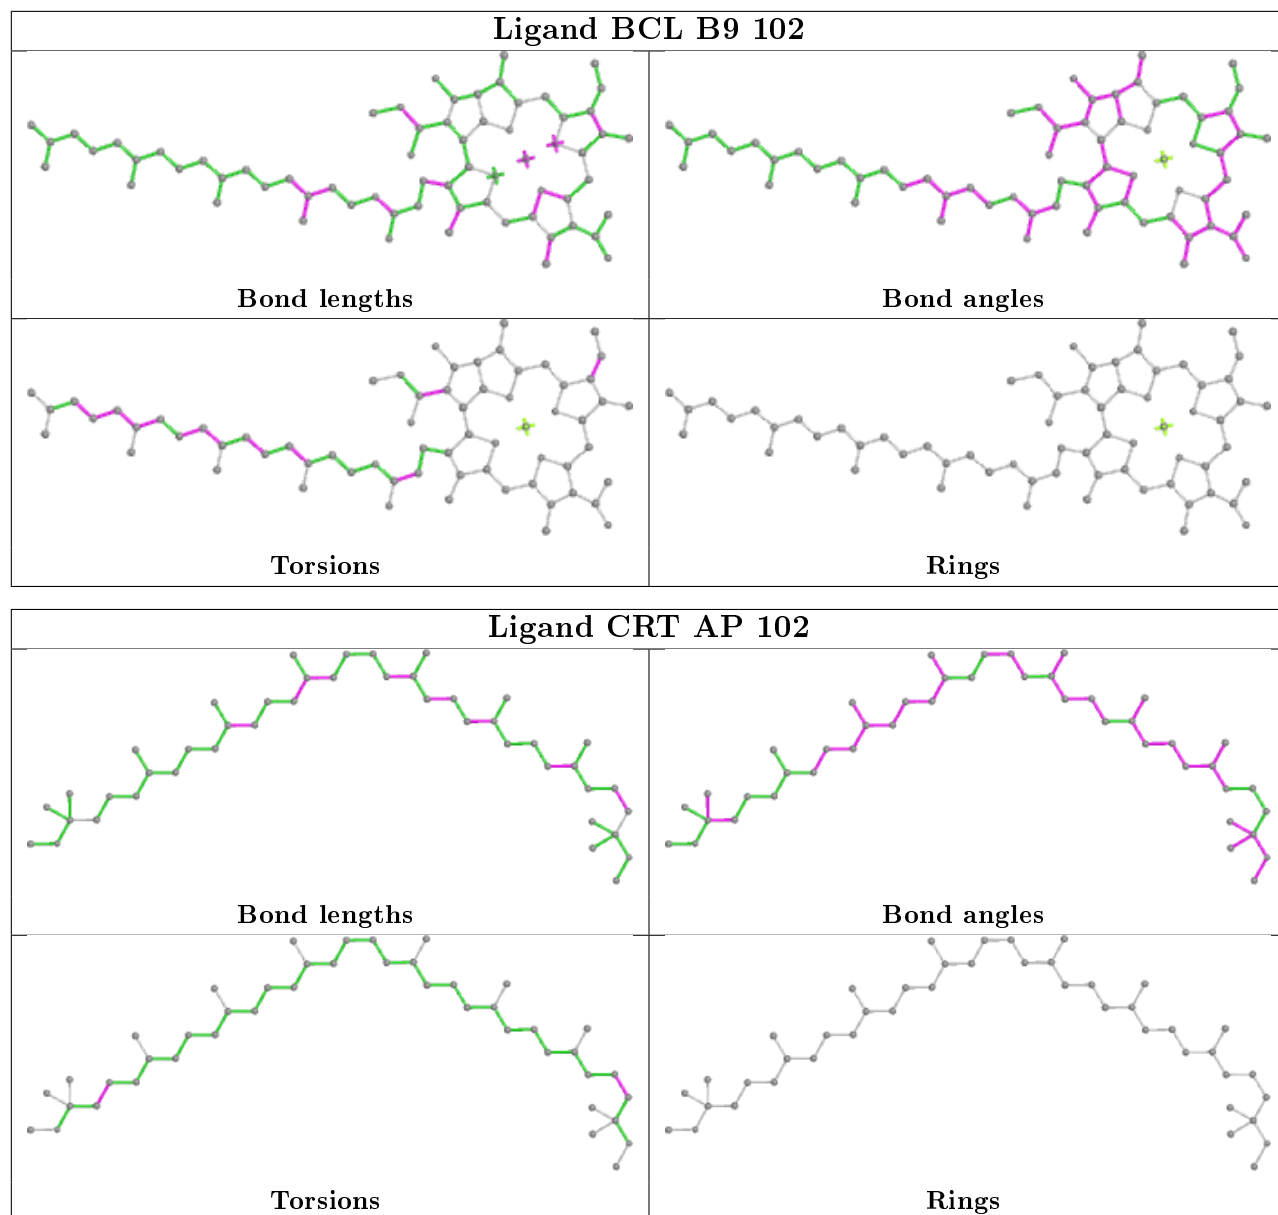 Ligand BCL B9 102
Bond lengths
Bond angles
Torsions
Rings
Ligand CRT AP 102
Bond lengths
Bond angles
Torsions
Rings